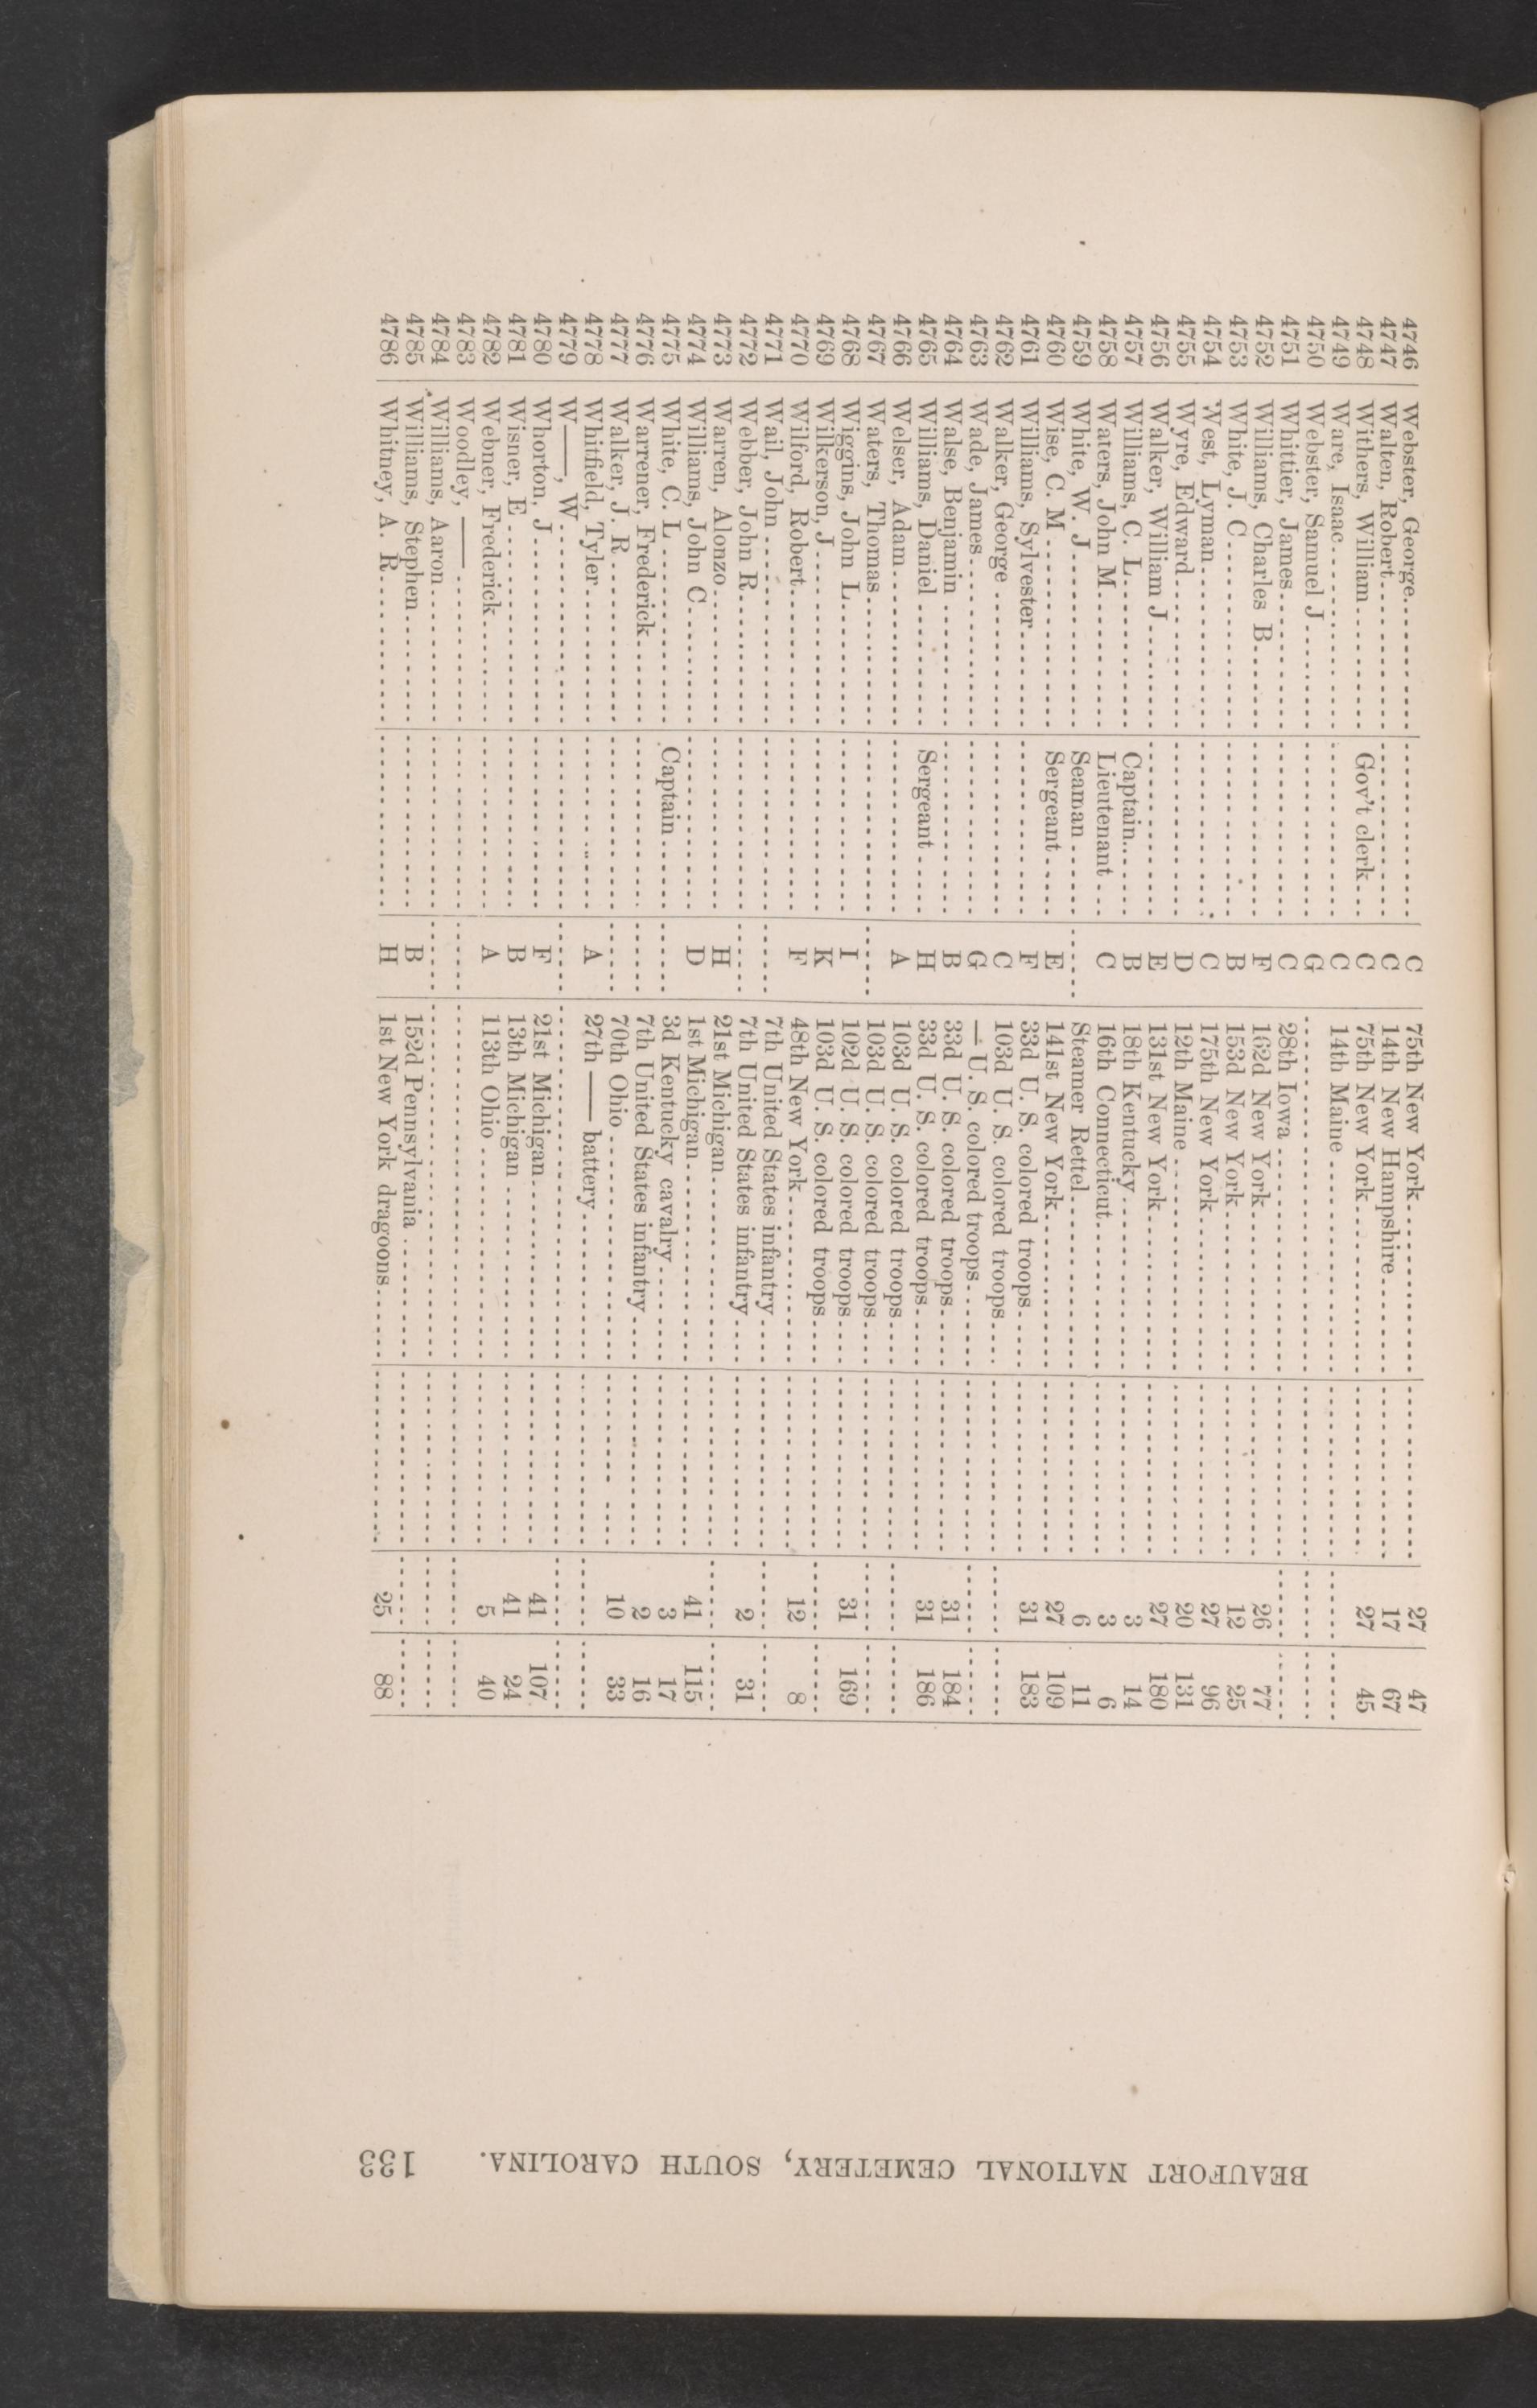 BEAUFORT NATIONAL CEMETERY, SOUTH CAROLINA. 133
4746 Webster, George C 75th New York 27 47
4747 Walten, Robert C 14th New Hampshire 17 67
4748 Withers, William Gov't clerk C 75th New York 27 45
4749 Ware, Isaac C 14th Maine
4750 Webster, Samuel J G
4751 Whittier, James C 28th Iowa
4752 Williams, Charles B F 162d New York 26 77
4753 White, J. C B 153d New York 12 25
4754 West, Lyman C 175th New York 27 96
4755 Wyre, Edward D 12th Maine 20 131
4756 Walker, William J E 131st New York 27 180
4757 Williams, C. L Captain B 18th Kentucky 3 14
4758 Waters, John M Lieutenant C 16th Connecticut 3 6
4759 White, W. J Seaman Steamer Rettel 6 11
4760 Wise, C. M Sergeant E 141st New York 27 109
4761 Williams, Sylvester F 33d U. S. colored troops 31 183
4762 Walker, George C 103d U. S. colored troops
4763 Wade, James G — U. S. colored troops
4764 Walse, Benjamin B 33d U. S. colored troops 31 184
4765 Williams, Daniel Sergeant H 33d U. S. colored troops 31 186
4766 Welser, Adam A 103d U. S. colored troops
4767 Waters, Thomas 103d U. S. colored troops
4768 Wiggins, John L I 102d U. S. colored troops 31 169
4769 Wilkerson, J K 103d U. S. colored troops
4770 Wilford, Robert F 48th New York 12 8
4771 Wail, John 7th United States infantry
4772 Webber, John R 7th United States infantry 2 31
4773 Warren, Alonzo H 21st Michigan
4774 Williams, John C D 1st Michigan 41 115
4775 White, C. L Captain 3d Kentucky cavalry 3 17
4776 Warrener, Frederick 7th United States infantry 2 16
4777 Walker, J. R 70th Ohio 10 33
4778 Whitfield, Tyler A 27th —— battery
4779 W——, W
4780 Whorton, J F 21st Michigan 41 107
4781 Wisner, E B 13th Michigan 41 24
4782 Webner, Frederick A 113th Ohio 5 40
4783 Woodley, ——
4784 Williams, Aaron
4785 Williams, Stephen B 152d Pennsylvania
4786 Whitney, A. R H 1st New York dragoons 25 88